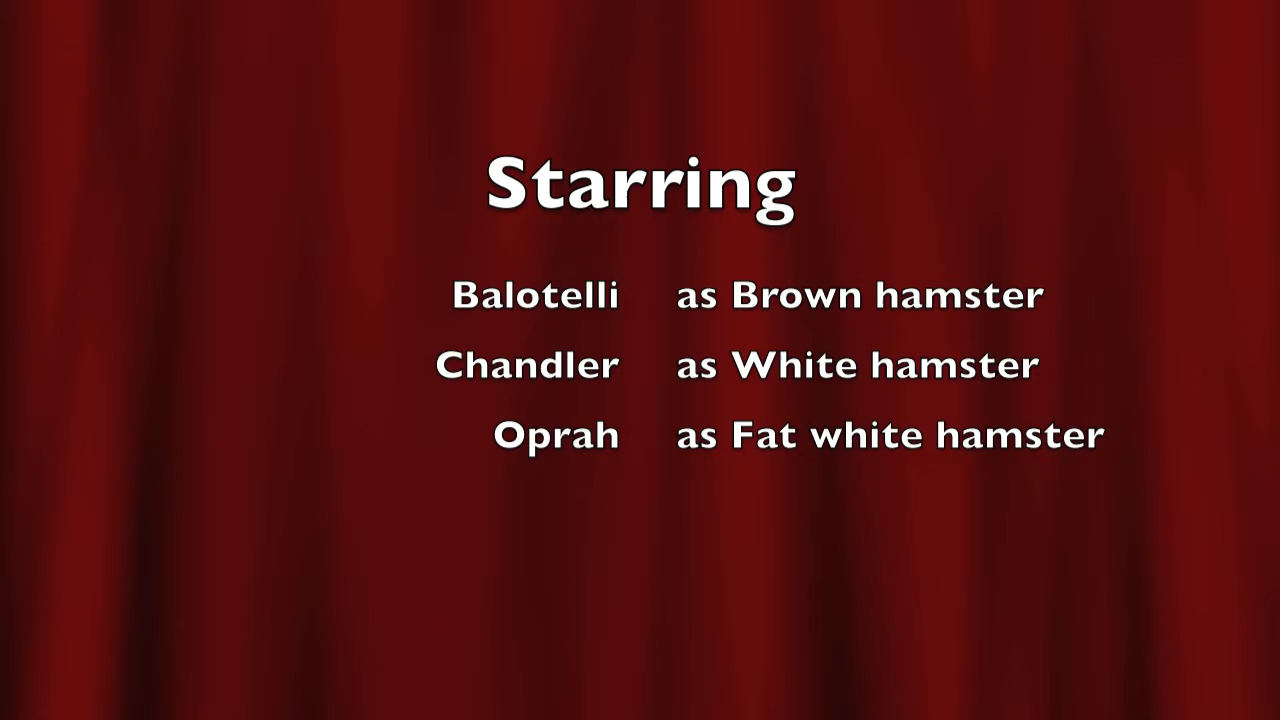 Starring
Balotelli as Brown hamster
Chandler as White hamster
Oprah as Fat white hamster